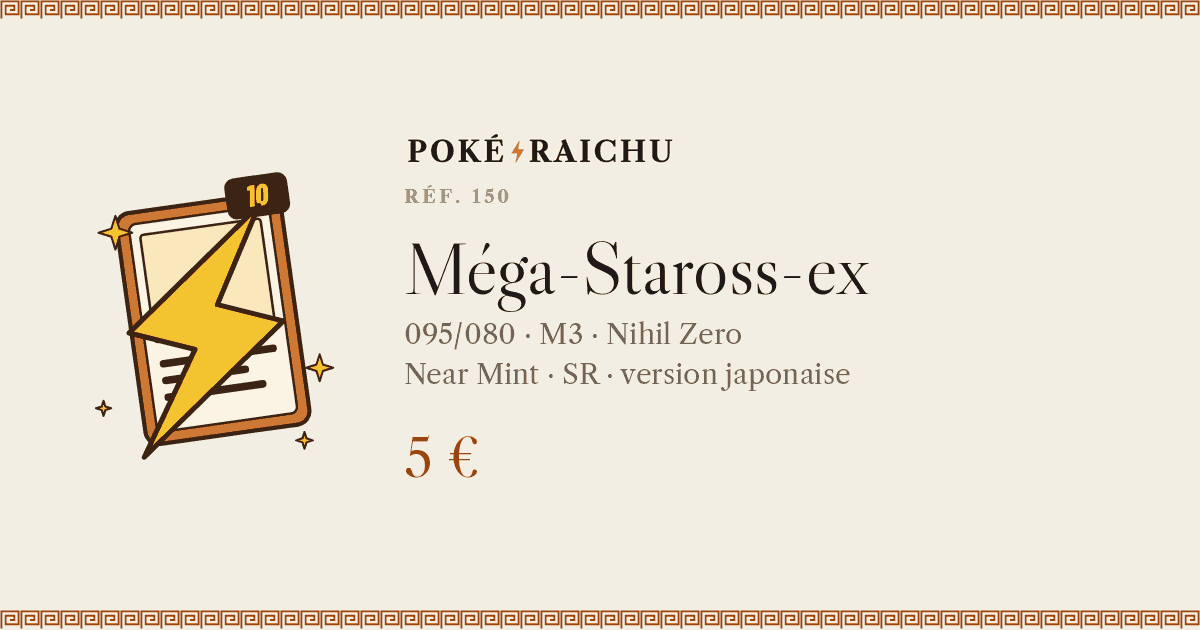 10
POKÉ RAICHU
RÉF. 150
Méga-Staross-ex
095/080 · M3 · Nihil Zero
Near Mint · SR · version japonaise
5 €